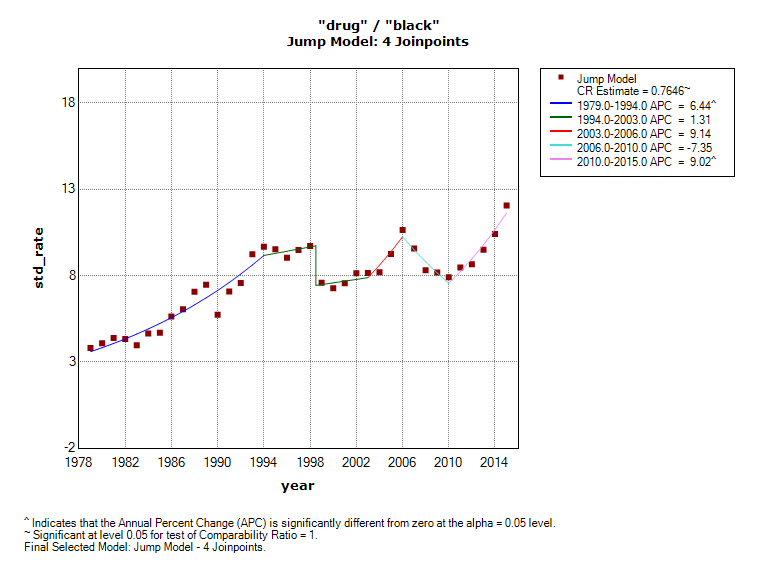 "drug" / "black"
Jump Model: 4 Joinpoints
Jump Model
CR Estimate = 0.7646~
1979.0-1994.0 APC = 6.44^
1994.0-2003.0 APC = 1.31
2003.0-2006.0 APC = 9.14
2006.0-2010.0 APC = -7.35
2010.0-2015.0 APC = 9.02^
18
13
8
3
-2
std_rate
1978 1982 1986 1990 1994 1998 2002 2006 2010 2014
year
^ Indicates that the Annual Percent Change (APC) is significantly different from zero at the alpha = 0.05 level.
~ Significant at level 0.05 for test of Comparability Ratio = 1.
Final Selected Model: Jump Model - 4 Joinpoints.